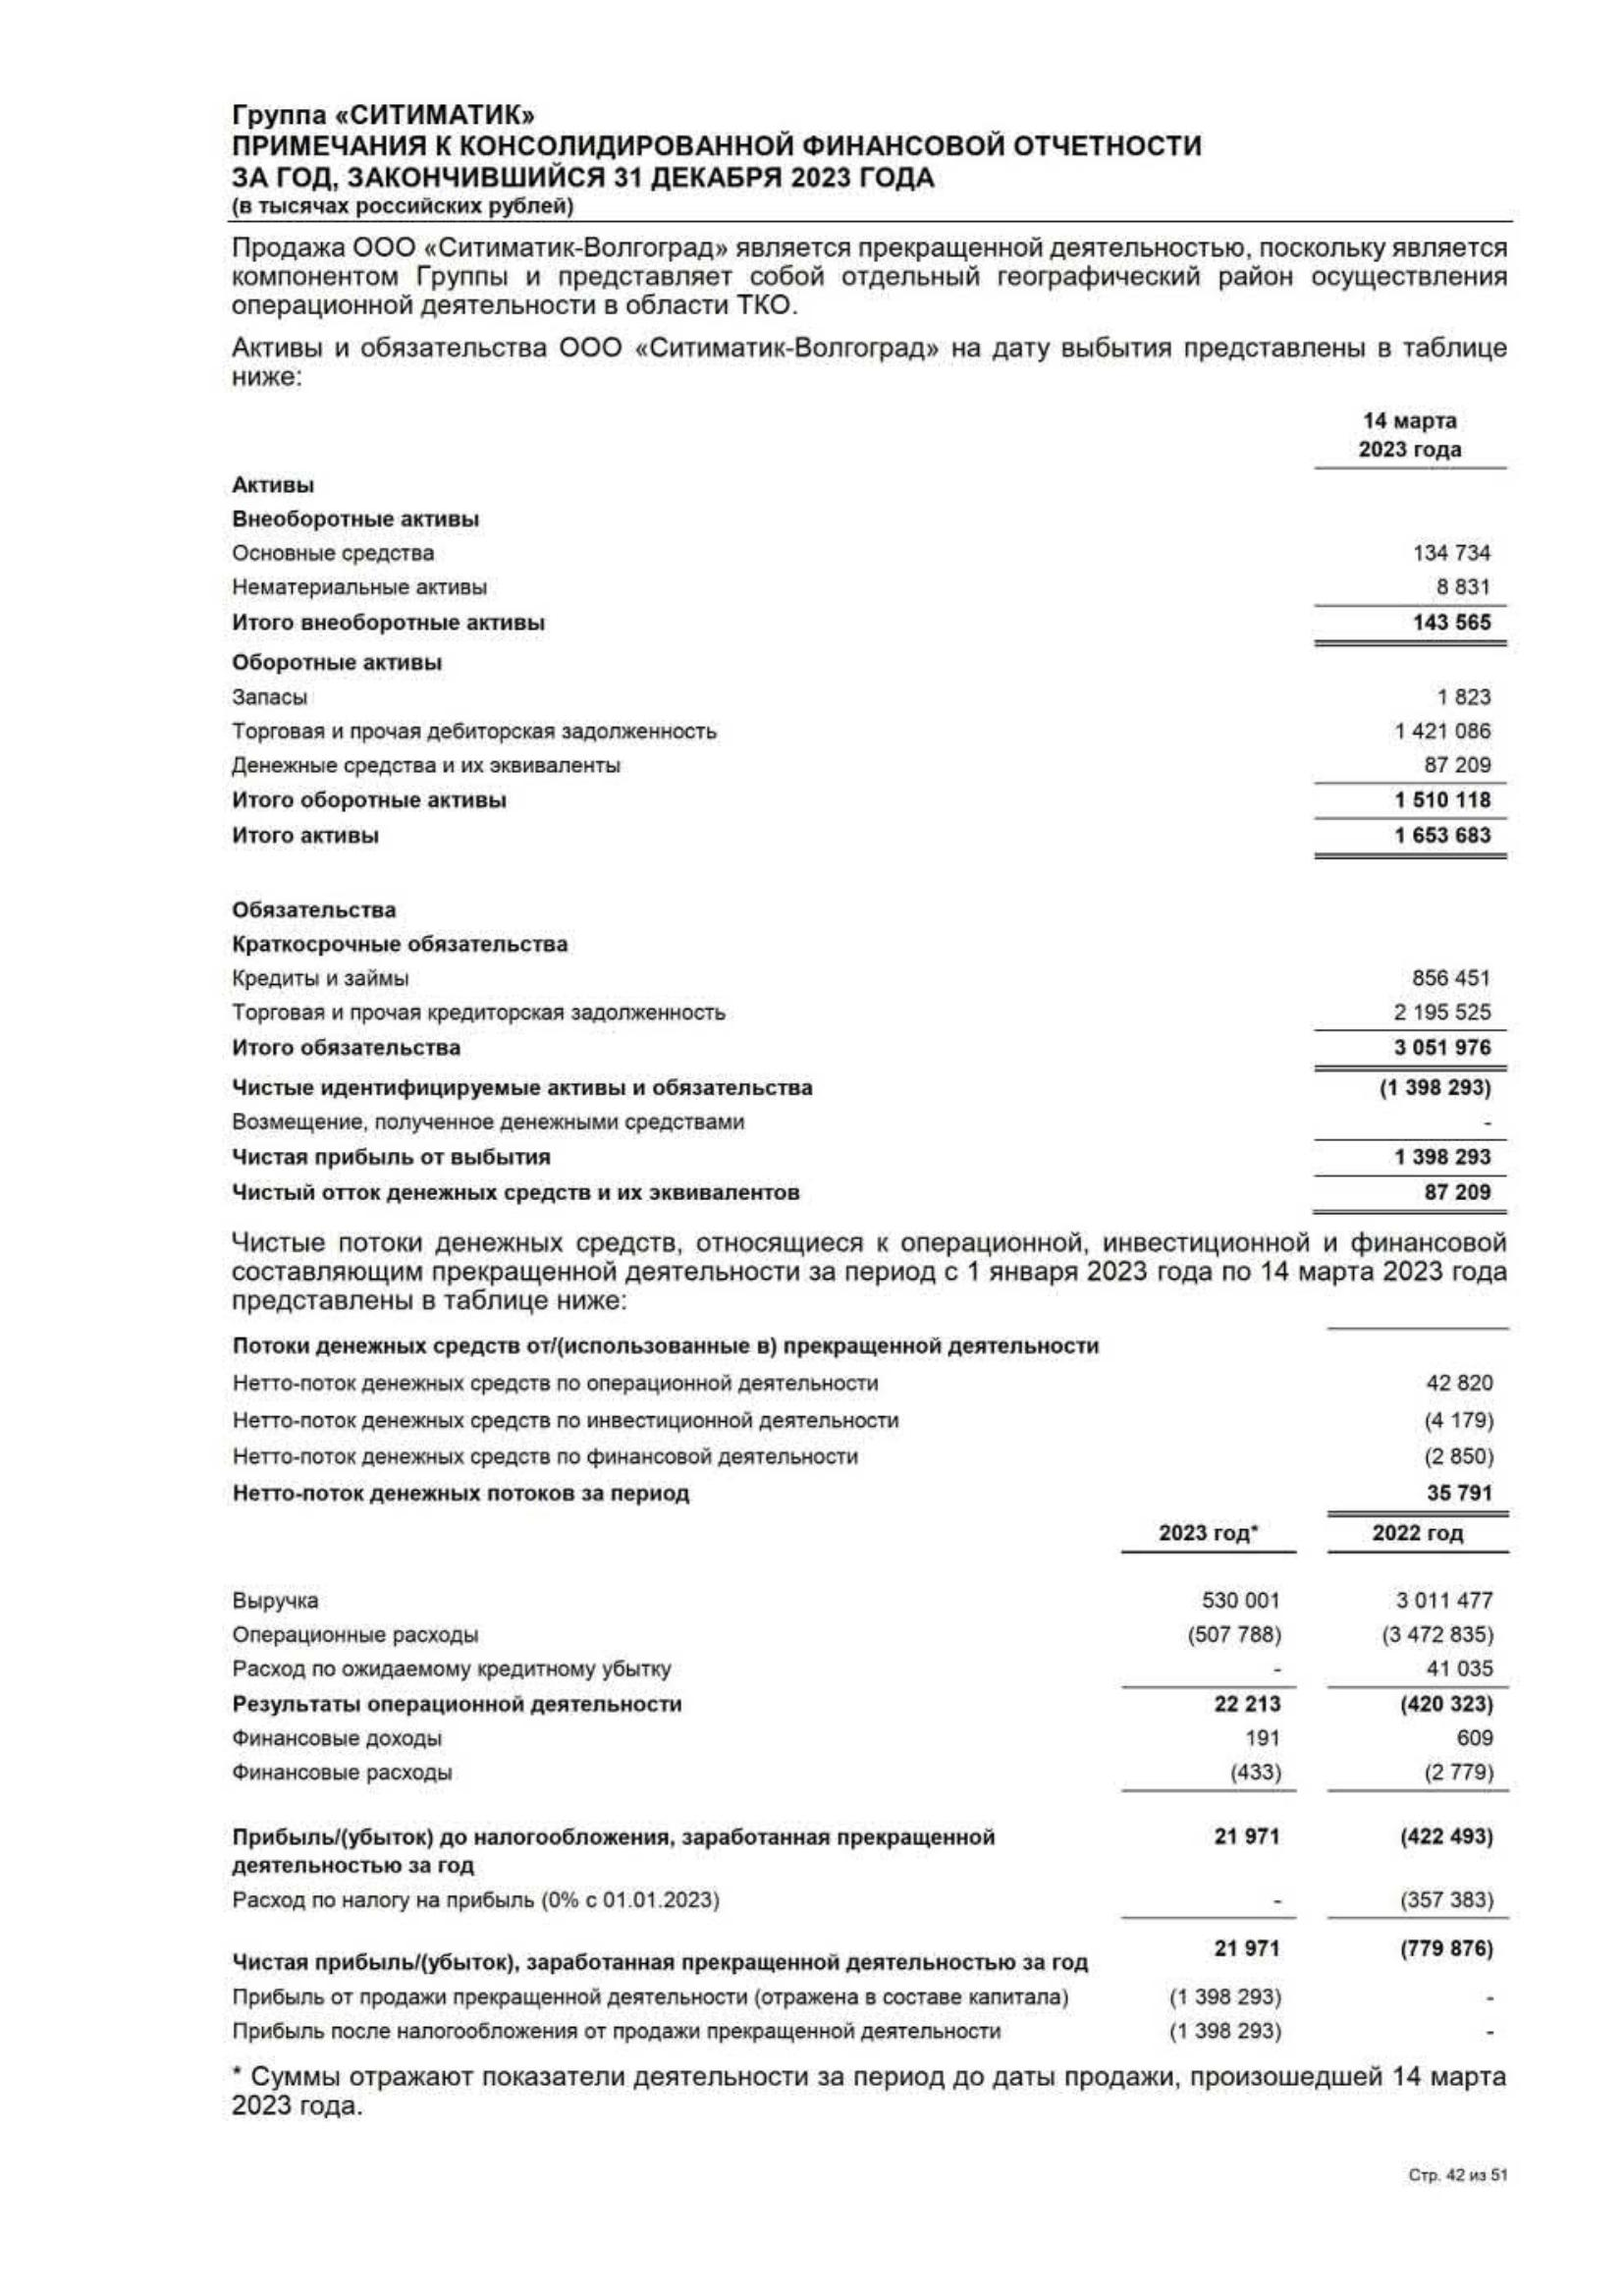 Группа «СИТИМАТИК»
ПРИМЕЧАНИЯ К КОНСОЛИДИРОВАННОЙ ФИНАНСОВОЙ ОТЧЕТНОСТИ
ЗА ГОД, ЗАКОНЧИВШИЙСЯ 31 ДЕКАБРЯ 2023 ГОДА
(в тысячах российских рублей)
Продажа ООО «Ситиматик-Волгоград» является прекращенной деятельностью, поскольку является
компонентом Группы и представляет собой отдельный географический район осуществления
операционной деятельности в области ТКО.
Активы и обязательства ООО «Ситиматик-Волгоград» на дату выбытия представлены в таблице
ниже:
14 марта
2023 года
Активы
Внеоборотные активы
Основные средства 134 734
Нематериальные активы 8 831
Итого внеоборотные активы 143 565
Оборотные активы
Запасы 1 823
Торговая и прочая дебиторская задолженность 1 421 086
Денежные средства и их эквиваленты 87 209
Итого оборотные активы 1 510 118
Итого активы 1 653 683
Обязательства
Краткосрочные обязательства
Кредиты и займы 856 451
Торговая и прочая кредиторская задолженность 2 195 525
Итого обязательства 3 051 976
Чистые идентифицируемые активы и обязательства (1 398 293)
Возмещение, полученное денежными средствами -
Чистая прибыль от выбытия 1 398 293
Чистый отток денежных средств и их эквивалентов 87 209
Чистые потоки денежных средств, относящиеся к операционной, инвестиционной и финансовой
составляющим прекращенной деятельности за период с 1 января 2023 года по 14 марта 2023 года
представлены в таблице ниже:
Потоки денежных средств от/(использованные в) прекращенной деятельности
Нетто-поток денежных средств по операционной деятельности 42 820
Нетто-поток денежных средств по инвестиционной деятельности (4 179)
Нетто-поток денежных средств по финансовой деятельности (2 850)
Нетто-поток денежных потоков за период 35 791
2023 год* 2022 год
Выручка 530 001 3 011 477
Операционные расходы (507 788) (3 472 835)
Расход по ожидаемому кредитному убытку - 41 035
Результаты операционной деятельности 22 213 (420 323)
Финансовые доходы 191 609
Финансовые расходы (433) (2 779)
Прибыль/(убыток) до налогообложения, заработанная прекращенной 21 971 (422 493)
деятельностью за год
Расход по налогу на прибыль (0% с 01.01.2023) - (357 383)
Чистая прибыль/(убыток), заработанная прекращенной деятельностью за год 21 971 (779 876)
Прибыль от продажи прекращенной деятельности (отражена в составе капитала) (1 398 293) -
Прибыль после налогообложения от продажи прекращенной деятельности (1 398 293) -
* Суммы отражают показатели деятельности за период до даты продажи, произошедшей 14 марта
2023 года.
Стр. 42 из 51